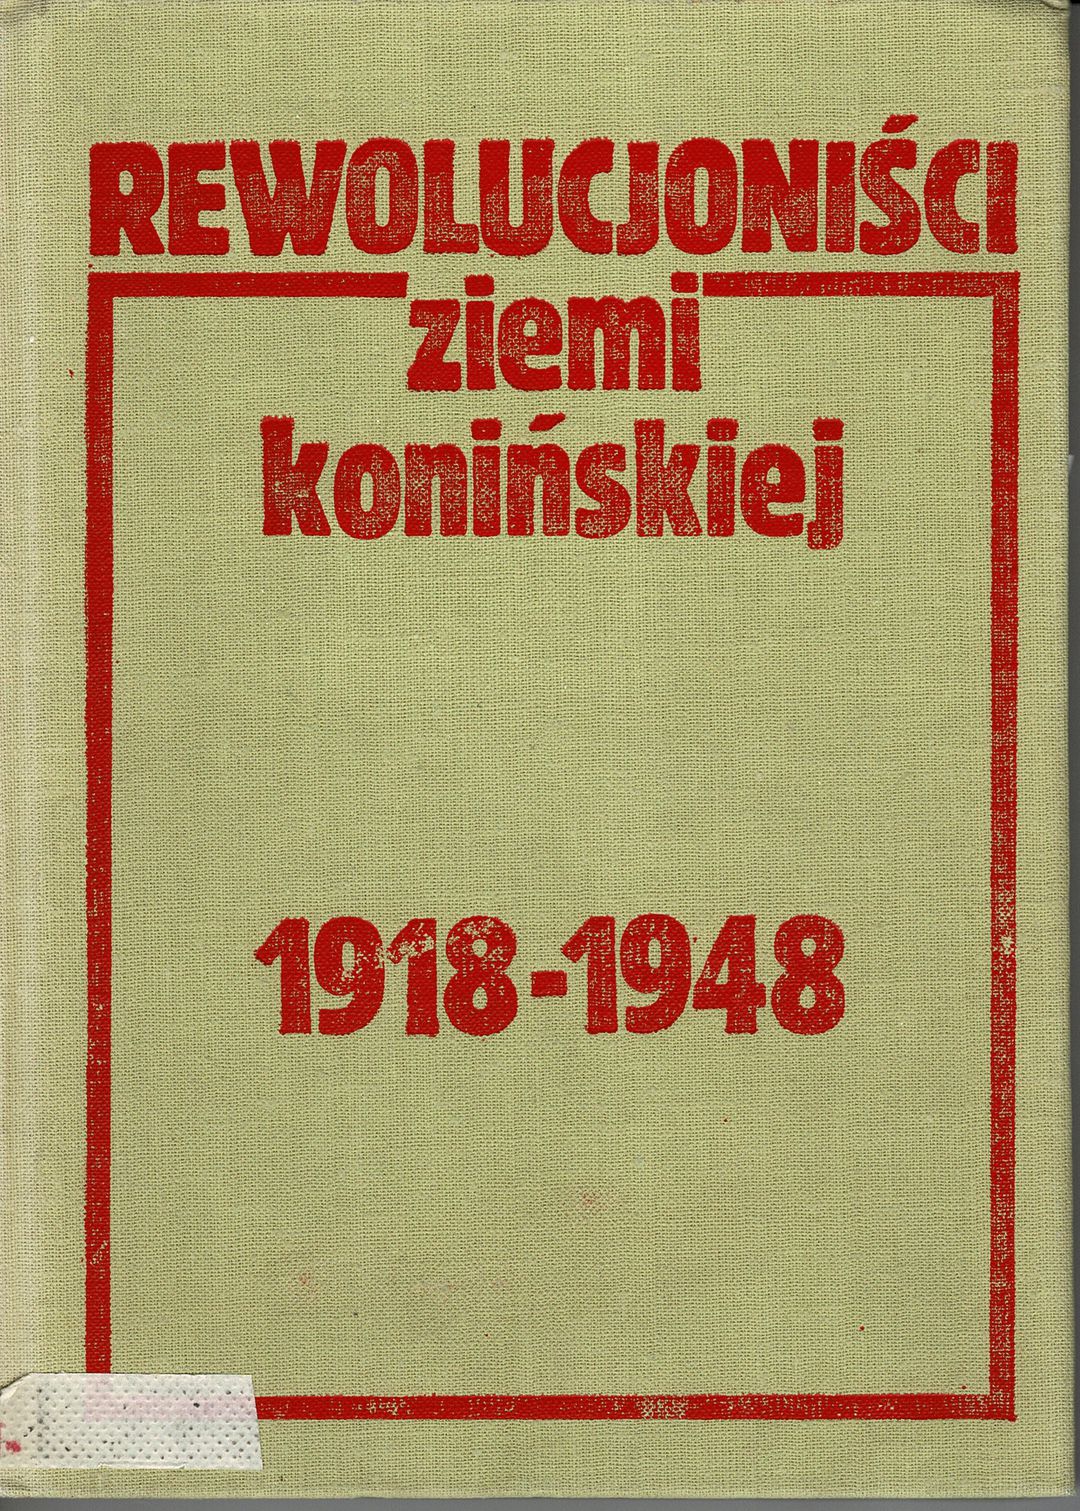 REWOLUCJONIŚCI
ziemi
konińskiej
1918-1948